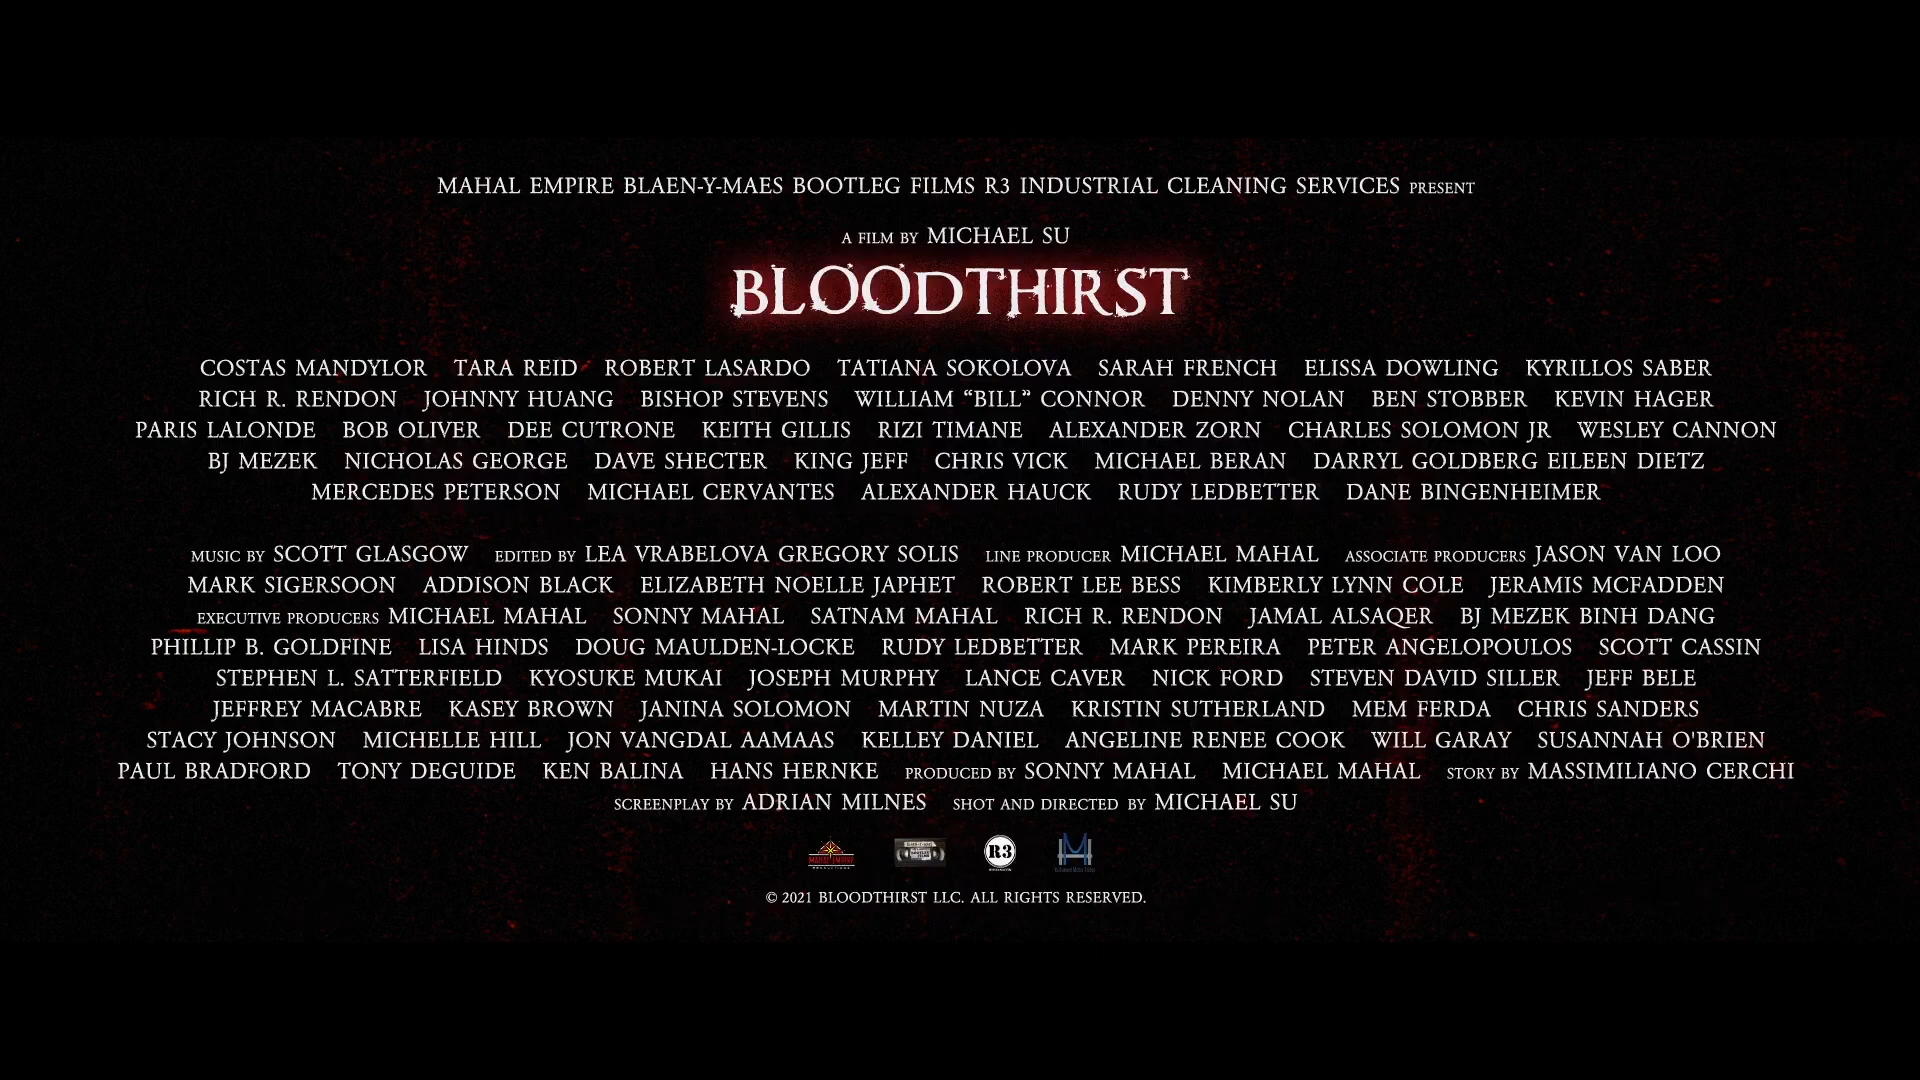 MAHAL EMPIRE BLAEN-Y-MAES BOOTLEG FILMS R3 INDUSTRIAL CLEANING SERVICES PRESENT
A FILM BY MICHAEL SU
BLOODTHIRST
COSTAS MANDYLOR TARA REID ROBERT LASARDO TATIANA SOKOLOVA SARAH FRENCH ELISSA DOWLING KYRILLOS SABER
RICH R. RENDON JOHNNY HUANG BISHOP STEVENS WILLIAM “BILL” CONNOR DENNY NOLAN BEN STOBBER KEVIN HAGER
PARIS LALONDE BOB OLIVER DEE CUTRONE KEITH GILLIS RIZI TIMANE ALEXANDER ZORN CHARLES SOLOMON JR WESLEY CANNON
BJ MEZEK NICHOLAS GEORGE DAVE SHECTER KING JEFF CHRIS VICK MICHAEL BERAN DARRYL GOLDBERG EILEEN DIETZ
MERCEDES PETERSON MICHAEL CERVANTES ALEXANDER HAUCK RUDY LEDBETTER DANE BINGENHEIMER
MUSIC BY SCOTT GLASGOW EDITED BY LEA VRABELOVA GREGORY SOLIS LINE PRODUCER MICHAEL MAHAL ASSOCIATE PRODUCERS JASON VAN LOO
MARK SIGERSOON ADDISON BLACK ELIZABETH NOELLE JAPHET ROBERT LEE BESS KIMBERLY LYNN COLE JERAMIS MCFADDEN
EXECUTIVE PRODUCERS MICHAEL MAHAL SONNY MAHAL SATNAM MAHAL RICH R. RENDON JAMAL ALSAQER BJ MEZEK BINH DANG
PHILLIP B. GOLDFINE LISA HINDS DOUG MAULDEN-LOCKE RUDY LEDBETTER MARK PEREIRA PETER ANGELOPOULOS SCOTT CASSIN
STEPHEN L. SATTERFIELD KYOSUKE MUKAI JOSEPH MURPHY LANCE CAVER NICK FORD STEVEN DAVID SILLER JEFF BELE
JEFFREY MACABRE KASEY BROWN JANINA SOLOMON MARTIN NUZA KRISTIN SUTHERLAND MEM FERDA CHRIS SANDERS
STACY JOHNSON MICHELLE HILL JON VANGDAL AAMAAS KELLEY DANIEL ANGELINE RENEE COOK WILL GARAY SUSANNAH O'BRIEN
PAUL BRADFORD TONY DEGUIDE KEN BALINA HANS HERNKE PRODUCED BY SONNY MAHAL MICHAEL MAHAL STORY BY MASSIMILIANO CERCHI
SCREENPLAY BY ADRIAN MILNES SHOT AND DIRECTED BY MICHAEL SU
MAHAL EMPIRE
PRODUCTIONS
R3
© 2021 BLOODTHIRST LLC. ALL RIGHTS RESERVED.